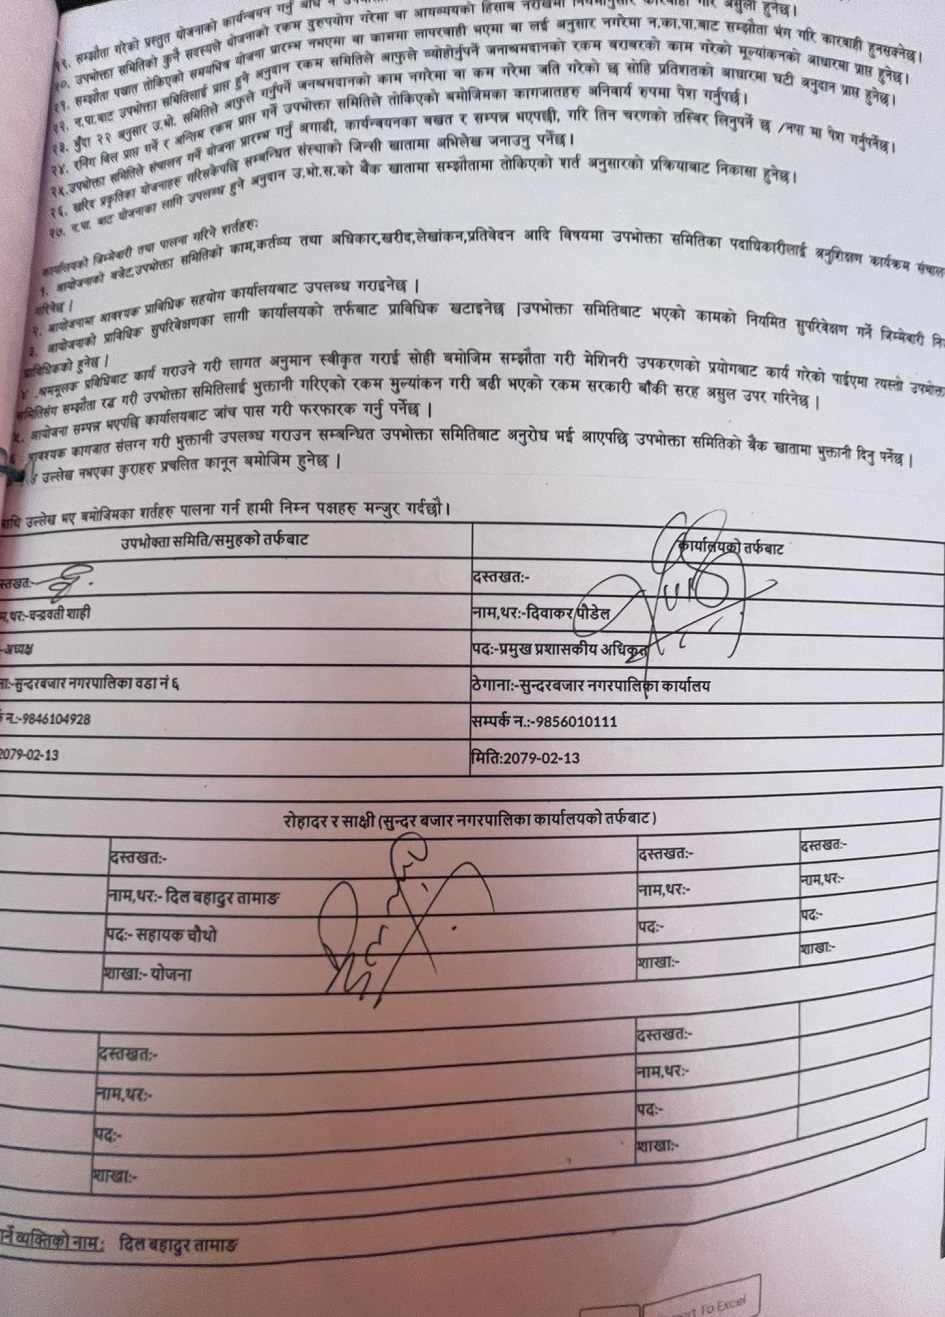 १९. सम्झौता गरेको प्रस्तुत योजनाको कार्यन्वयन गर्नु
२०. उपभोक्ता समितिको कुनै सदस्यले योजनाको रकम दुरुपयोग गरेमा वा आयव्ययको हिसाब नराखेमा नियमानुसार कारवाही गरि असुली हुनेछ।
२१. सम्झौता पश्चात तोकिएको समयभित्र योजना प्रारम्भ नभएमा वा काममा लापरवाही भएमा वा लई अनुसार नगरेमा न.का.पा.बाट सम्झौता भंग गरि कारवाही हुनसक्नेछ।
२२. न.पा.बाट उपभोक्ता समितिलाई प्राप्त हुने अनुदान रकम समितिले आफुले व्योहोर्नुपर्ने जनाश्रमदानको रकम बराबरको काम गरेको मूल्यांकनको आधारमा प्राप्त हुनेछ।
२३. बुँदा २२ अनुसार उ.भो. समितिले आफुले गर्नुपर्ने जनश्रमदानको काम नगरेमा वा कम गरेमा जति गरेको छ सोहि प्रतिशतको आधारमा घटी अनुदान प्राप्त हुनेछ।
२४. रनिंग बिल प्राप्त गर्ने र अन्तिम रकम प्राप्त गर्ने उपभोक्ता समितिले तोकिएको बमोजिमका कागजातहरु अनिवार्य रुपमा पेश गर्नुपर्छ।
२५.उपभोक्ता समितिले संचालन गर्ने योजना प्रारम्भ गर्नु अगाडी, कार्यन्वयनका बखत र सम्पन्न भएपछी, गरि तिन चरणको तस्बिर लिनुपर्ने छ /नपा मा पेश गर्नुपर्नेछ।
२६. खरिद प्रकृतिका योजनाहरु गरिसकेपछि सम्बन्धित संस्थाको जिन्सी खातामा अभिलेख जनाउनु पर्नेछ।
२७. न.पा. बाट योजनाका लागि उपलब्ध हुने अनुदान उ.भो.स.को बैंक खातामा सम्झौतामा तोकिएको शर्त अनुसारको प्रक्रियाबाट निकासा हुनेछ।
कार्यालयको जिम्मेवारी तथा पालना गरिने शर्तहरु:
१. आयोजनाको बजेट,उपभोक्ता समितिको काम,कर्तव्य तथा अधिकार,खरीद,लेखांकन,प्रतिवेदन आदि विषयमा उपभोक्ता समितिका पदाधिकारीलाई अनुशिक्षण कार्यक्रम संचाल
गरिनेछ |
२. आयोजनामा आवश्यक प्राविधिक सहयोग कार्यालयबाट उपलब्ध गराइनेछ |
३. आयोजनाको प्राविधिक सुपरिवेक्षणका लागी कार्यालयको तर्फबाट प्राविधिक खटाइनेछ |उपभोक्ता समितिबाट भएको कामको नियमित सुपरिवेक्षण गर्ने जिम्मेवारी नि
प्राविधिकको हुनेछ |
४ .श्रममूलक प्रविधिबाट कार्य गराउने गरी लागत अनुमान स्वीकृत गराई सोही बमोजिम सम्झौता गरी मेशिनरी उपकरणको प्रयोगबाट कार्य गरेको पाईएमा त्यस्तो उपभोक्त
समितिसंग सम्झौता रद्ध गरी उपभोक्ता समितिलाई भुक्तानी गरिएको रकम मुल्यांकन गरी बढी भएको रकम सरकारी बाँकी सरह असुल उपर गरिनेछ |
५. आयोजना सम्पन्न भएपछि कार्यालयबाट जांच पास गरी फरफारक गर्नु पर्नेछ |
६ आवश्यक कागजात संलग्न गरी भुक्तानी उपलब्ध गराउन सम्बन्धित उपभोक्ता समितिबाट अनुरोध भई आएपछि उपभोक्ता समितिको बैंक खातामा भुक्तानी दिनु पर्नेछ |
उल्लेख नभएका कुराहरु प्रचलित कानून बमोजिम हुनेछ |
माथि उल्लेख भए बमोजिमका शर्तहरु पालना गर्न हामी निम्न पक्षहरु मन्जुर गर्दछौ।
उपभोक्ता समिति/समुहको तर्फबाट कार्यालयको तर्फबाट
स्तखत:- दस्तखत:-
म,थर:-चन्द्रवती शाही नाम,थर:-दिवाकर पौडेल
-अध्यक्ष पद:-प्रमुख प्रशासकीय अधिकृत
ना:-सुन्दरबजार नगरपालिका वडा नं ६ ठेगाना:-सुन्दरबजार नगरपालिका कार्यालय
र्क न.:-9846104928 सम्पर्क न.:-9856010111
2079-02-13 मिति:2079-02-13
रोहादर र साक्षी (सुन्दर बजार नगरपालिका कार्यालयको तर्फबाट )
दस्तखत:- दस्तखत:- दस्तखत:-
नाम,थर:- दिल बहादुर तामाङ नाम,थर:- नाम,थर:-
पद:- सहायक चौथो पद:- पद:-
शाखा:- योजना शाखा:- शाखा:-
दस्तखत:- दस्तखत:-
नाम,थर:- नाम,थर:-
पद:- पद:-
शाखा:- शाखा:-
र्ने व्यक्तिको नाम: दिल बहादुर तामाङ
To Excel